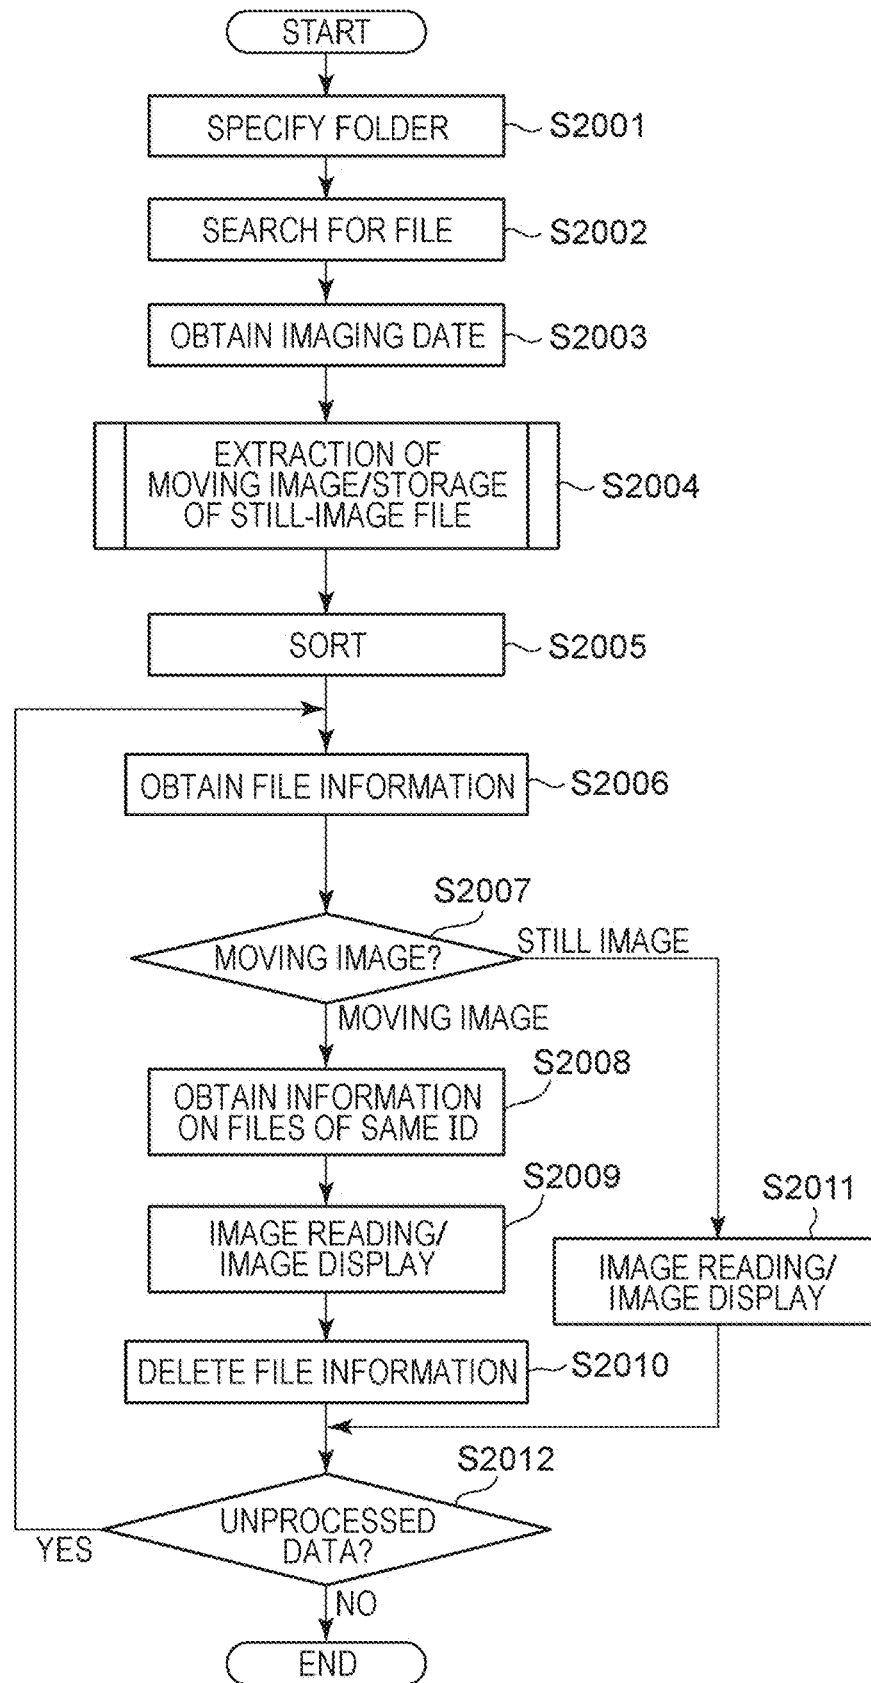 START
SPECIFY FOLDER
S2001
SEARCH FOR FILE
S2002
OBTAIN IMAGING DATE
S2003
EXTRACTION OF
MOVING IMAGE/STORAGE
OF STILL-IMAGE FILE
S2004
SORT
S2005
OBTAIN FILE INFORMATION
S2006
S2007
MOVING IMAGE?
STILL IMAGE
MOVING IMAGE
S2008
OBTAIN INFORMATION
ON FILES OF SAME ID
S2009
IMAGE READING/
IMAGE DISPLAY
S2011
IMAGE READING/
IMAGE DISPLAY
DELETE FILE INFORMATION
S2010
S2012
UNPROCESSED
DATA?
YES
NO
END